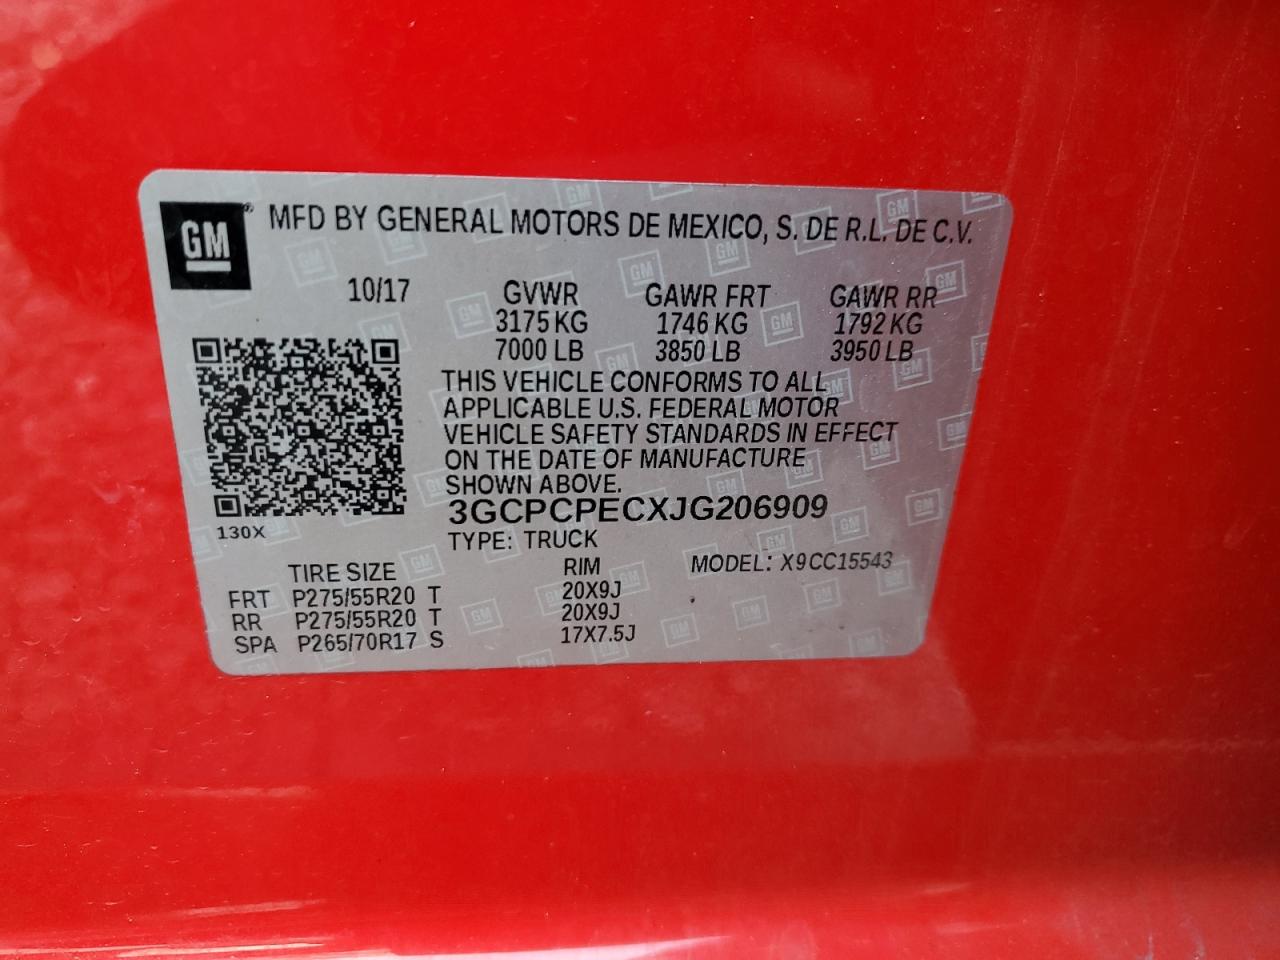 GM® MFD BY GENERAL MOTORS DE MEXICO, S. DE R.L. DE C.V.
10/17 GVWR GAWR FRT GAWR RR
3175 KG 1746 KG 1792 KG
7000 LB 3850 LB 3950 LB
THIS VEHICLE CONFORMS TO ALL
APPLICABLE U.S. FEDERAL MOTOR
VEHICLE SAFETY STANDARDS IN EFFECT
ON THE DATE OF MANUFACTURE
SHOWN ABOVE.
3GCPCPECXJG206909
130X
TYPE: TRUCK
TIRE SIZE RIM MODEL: X9CC15543
FRT P275/55R20 T 20X9J
RR P275/55R20 T 20X9J
SPA P265/70R17 S 17X7.5J